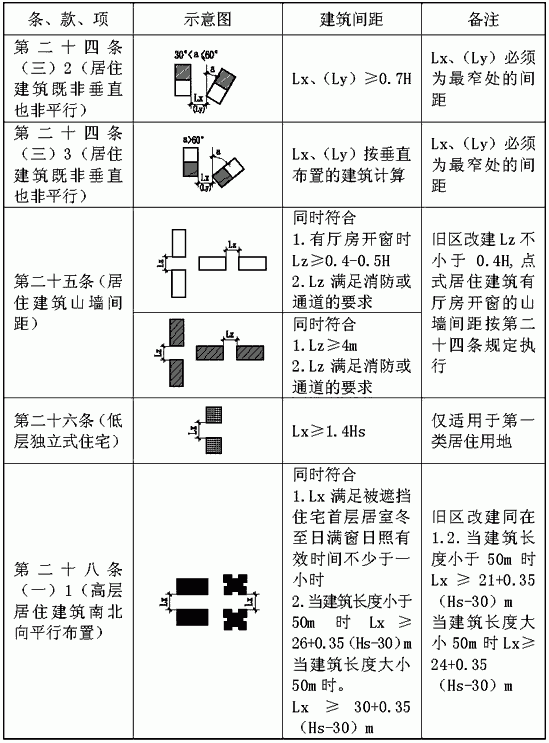 条、款、项
示意图
建筑间距
备注
第二十四条
（三）2（居住
建筑既非垂直
也非平行）
30°<a≤60°
a
Lx
(Ly)
Lx、（Ly）≥0.7H
Lx、（Ly）必须
为最窄处的间
距
第二十四条
（三）3（居住
建筑既非垂直
也非平行）
a>60°
a
Lx
(Ly)
Lx、（Ly）按垂直
布置的建筑计算
Lx、（Ly）必须
为最窄处的间
距
第二十五条（居
住建筑山墙间
距）
Lz
Lz
同时符合
1.有厅房开窗时
Lz≥0.4-0.5H
2.Lz 满足消防或
通道的要求
旧区改建 Lz 不
小于 0.4H,点
式居住建筑有
厅房开窗的山
墙间距按第二
十四条规定执
行
Lz
Lz
同时符合
1.Lz≥4m
2.Lz 满足消防或
通道的要求
第二十六条（低
层独立式住宅）
Lx
Lx≥1.4Hs
仅适用于第一
类居住用地
第二十八条
（一）1（高层
居住建筑南北
向平行布置）
Lx
Lx
同时符合
1.Lx 满足被遮挡
住宅首层居室冬
至日满窗日照有
效时间不少于一
小时
2.当建筑长度小于
50m 时 Lx ≥
26+0.35（Hs-30）m
当建筑长度大小
50m 时。
Lx ≥ 30+0.35
（Hs-30）m
旧区改建同在
1.2.当建筑长
度小于 50m 时
Lx ≥ 21+0.35
（Hs-30）m
当建筑长度大
小 50m 时 Lx≥
24+0.35
（Hs-30）m